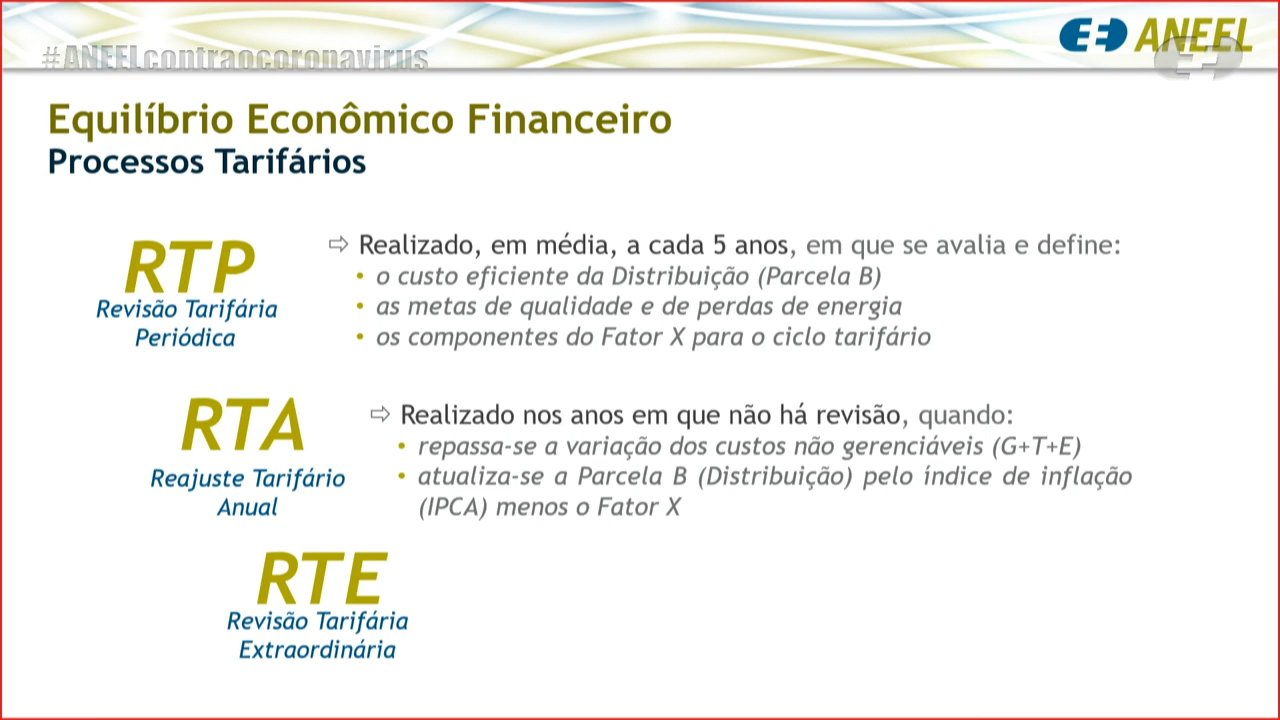 #ANEELcontraocoronavirus
ANEEL
Equilíbrio Econômico Financeiro
Processos Tarifários
RTP
Revisão Tarifária
Periódica
⇨ Realizado, em média, a cada 5 anos, em que se avalia e define:
• o custo eficiente da Distribuição (Parcela B)
• as metas de qualidade e de perdas de energia
• os componentes do Fator X para o ciclo tarifário
RTA
Reajuste Tarifário
Anual
⇨ Realizado nos anos em que não há revisão, quando:
• repassa-se a variação dos custos não gerenciáveis (G+T+E)
• atualiza-se a Parcela B (Distribuição) pelo índice de inflação
(IPCA) menos o Fator X
RTE
Revisão Tarifária
Extraordinária